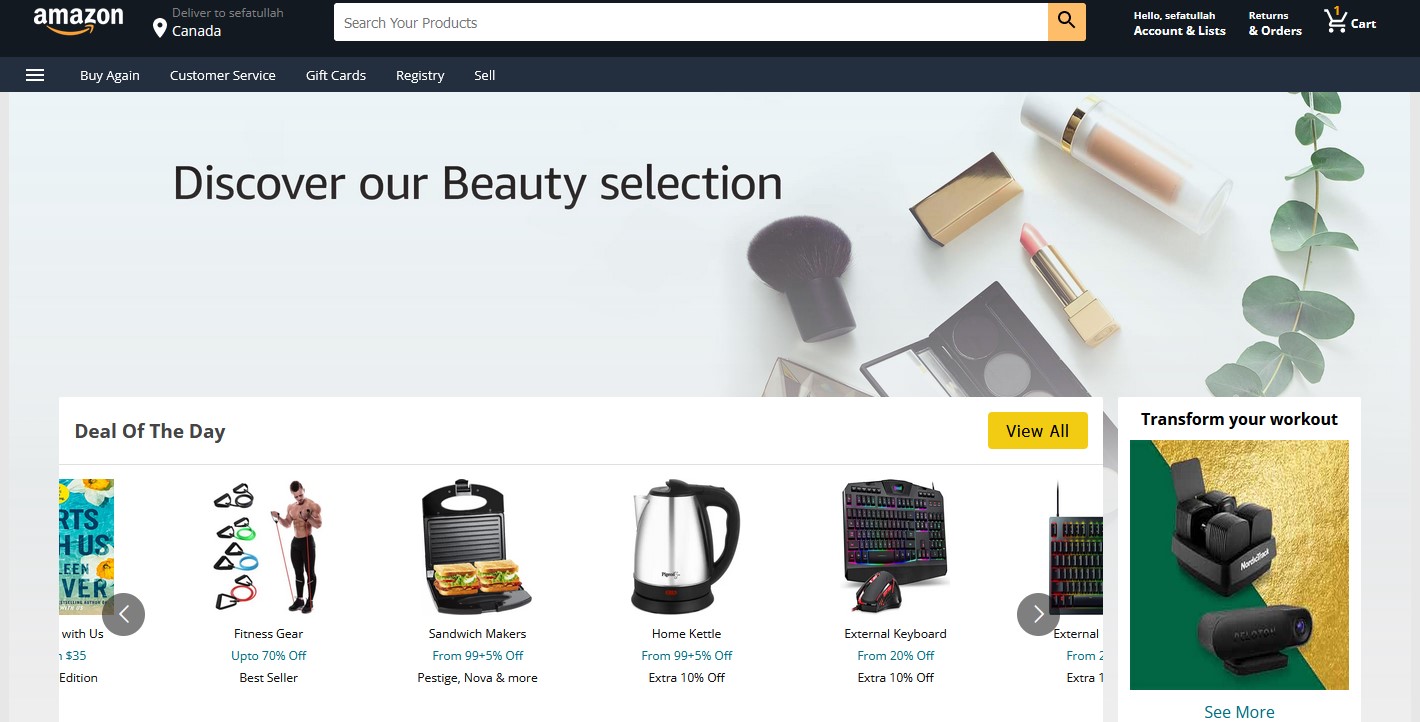 amazon
Deliver to sefatullah
Canada
Search Your Products
Hello, sefatullah
Account & Lists
Returns
& Orders
1
Cart
Buy Again
Customer Service
Gift Cards
Registry
Sell
Discover our Beauty selection
Deal Of The Day
View All
RTS
H US
LEEN
VER
with Us
$35
Edition
Fitness Gear
Upto 70% Off
Best Seller
Sandwich Makers
From 99+5% Off
Pestige, Nova & more
Pigeon
Home Kettle
From 99+5% Off
Extra 10% Off
External Keyboard
From 20% Off
Extra 10% Off
External
From 2
Extra 1
Transform your workout
NordicTrack
PELOTON
See More